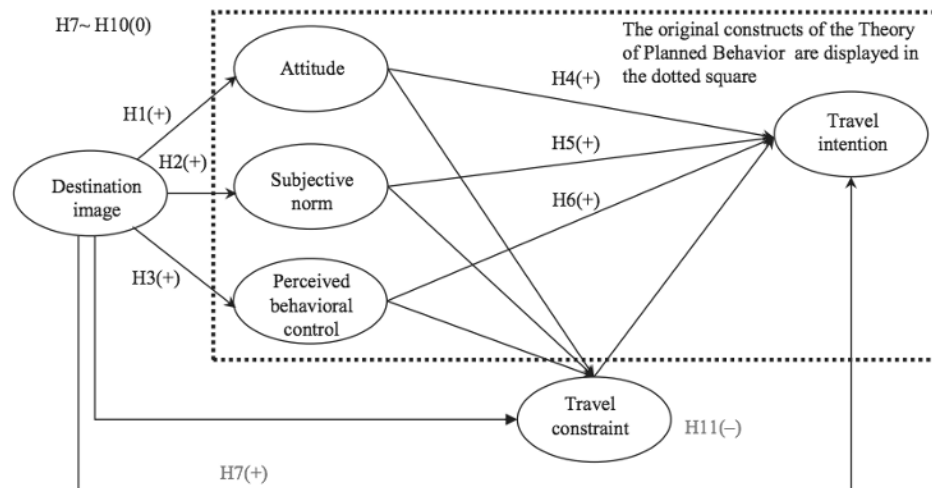 H7~ H10(0)
The original constructs of the Theory
of Planned Behavior are displayed in
the dotted square
Attitude
H4(+)
H1(+)
Travel
intention
H5(+)
H2(+)
Destination
image
Subjective
norm
H6(+)
H3(+)
Perceived
behavioral
control
Travel
constraint
H11(–)
H7(+)